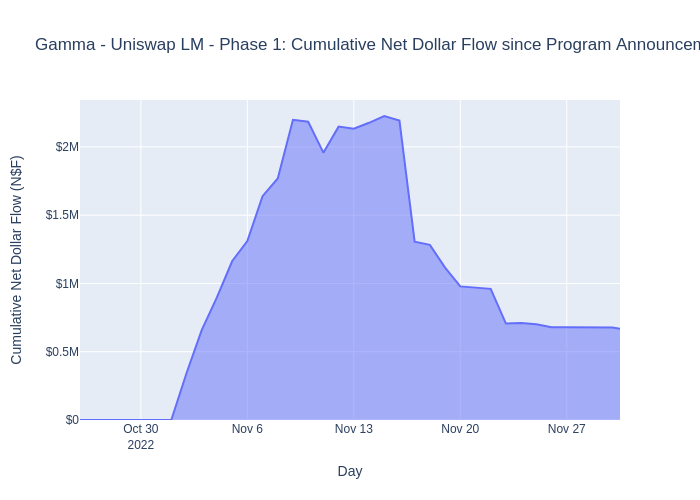 Gamma - Uniswap LM - Phase 1: Cumulative Net Dollar Flow since Program Announcem
Cumulative Net Dollar Flow (N$F)
$2M
$1.5M
$1M
$0.5M
$0
Oct 30
2022
Nov 6
Nov 13
Nov 20
Nov 27
Day